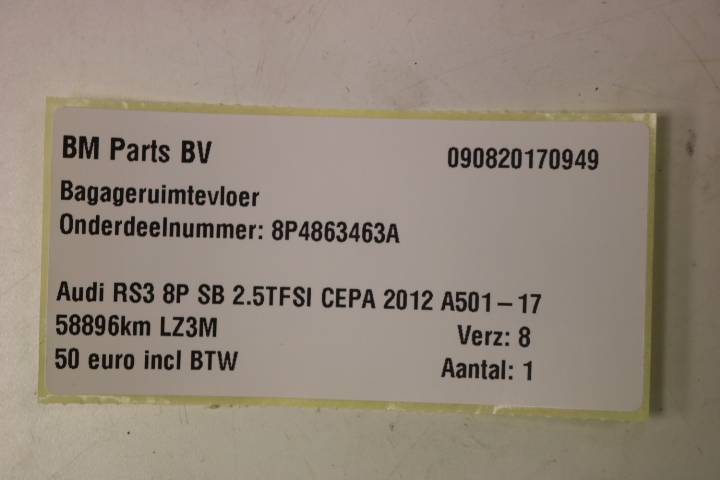 BM Parts BV 090820170949
Bagageruimtevloer
Onderdeelnummer: 8P4863463A
Audi RS3 8P SB 2.5TFSI CEPA 2012 A501-17
58896km LZ3M Verz: 8
50 euro incl BTW Aantal: 1